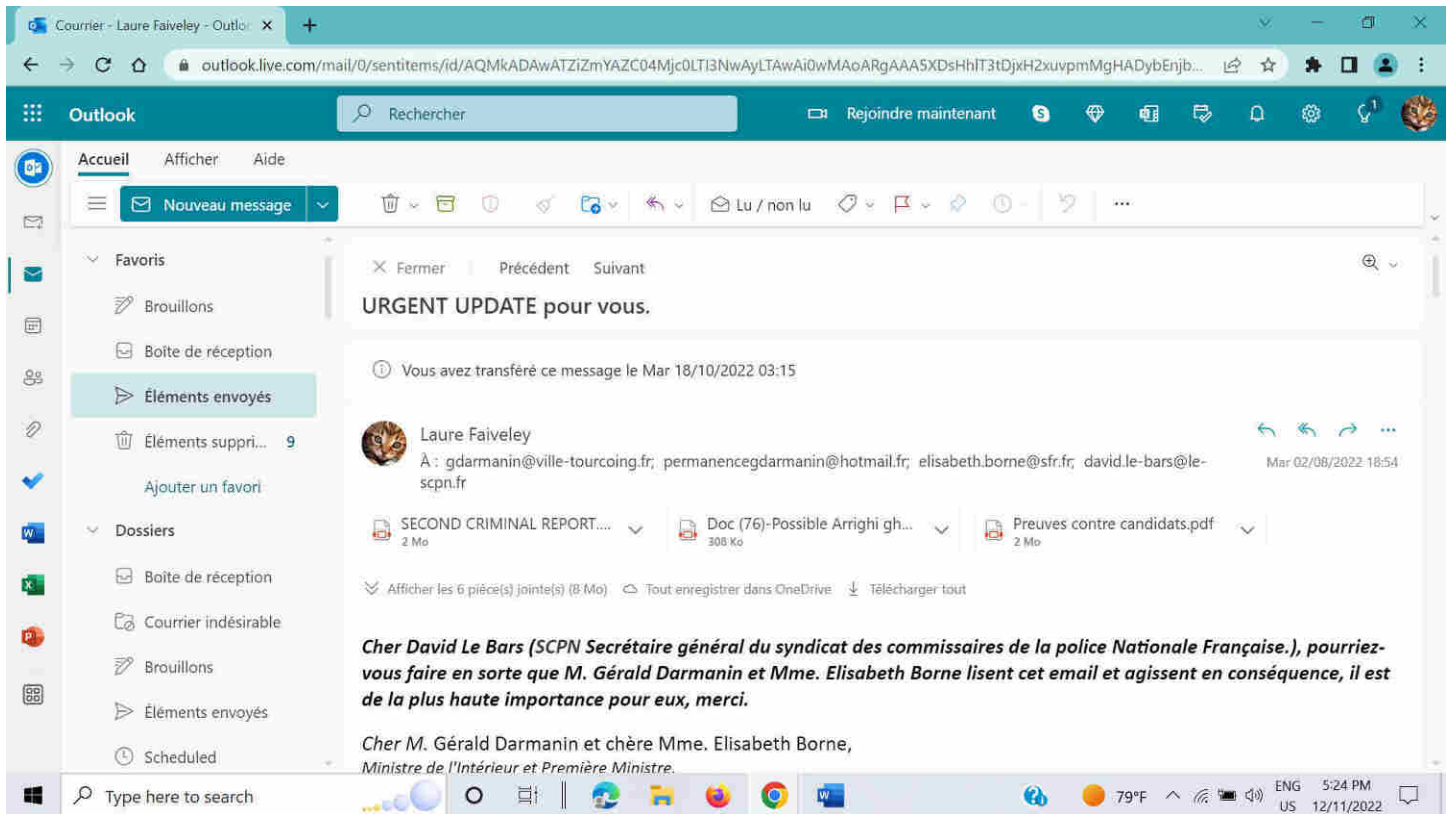 Courrier - Laure Faiveley - Outlo
outlook.live.com/mail/0/sentitems/id/AQMkADAwATZiZmYAZC04Mjc0LTI3NwAyLTAwAi0wMAoARgAAA5XDsHhlT3tDjxH2xuvpmMgHADybEnjb...
Outlook
Rechercher
Rejoindre maintenant
1
Accueil Afficher Aide
Nouveau message
Lu / non lu
Favoris
Brouillons
Boîte de réception
Éléments envoyés
Éléments suppri... 9
Ajouter un favori
Dossiers
Boîte de réception
Courrier indésirable
Brouillons
Éléments envoyés
Scheduled
Fermer Précédent Suivant
URGENT UPDATE pour vous.
Vous avez transféré ce message le Mar 18/10/2022 03:15
Laure Faiveley
À : gdarmanin@ville-tourcoing.fr; permanencegdarmanin@hotmail.fr; elisabeth.borne@sfr.fr; david.le-bars@le-
scpn.fr
Mar 02/08/2022 18:54
SECOND CRIMINAL REPORT....
2 Mo
Doc (76)-Possible Arrighi gh...
308 Ko
Preuves contre candidats.pdf
2 Mo
Afficher les 6 pièce(s) jointe(s) (8 Mo) Tout enregistrer dans OneDrive Télécharger tout
Cher David Le Bars (SCPN Secrétaire général du syndicat des commissaires de la police Nationale Française.), pourriez-
vous faire en sorte que M. Gérald Darmanin et Mme. Elisabeth Borne lisent cet email et agissent en conséquence, il est
de la plus haute importance pour eux, merci.
Cher M. Gérald Darmanin et chère Mme. Elisabeth Borne,
Ministre de l'Intérieur et Première Ministre.
Type here to search
79°F
ENG
US
5:24 PM
12/11/2022